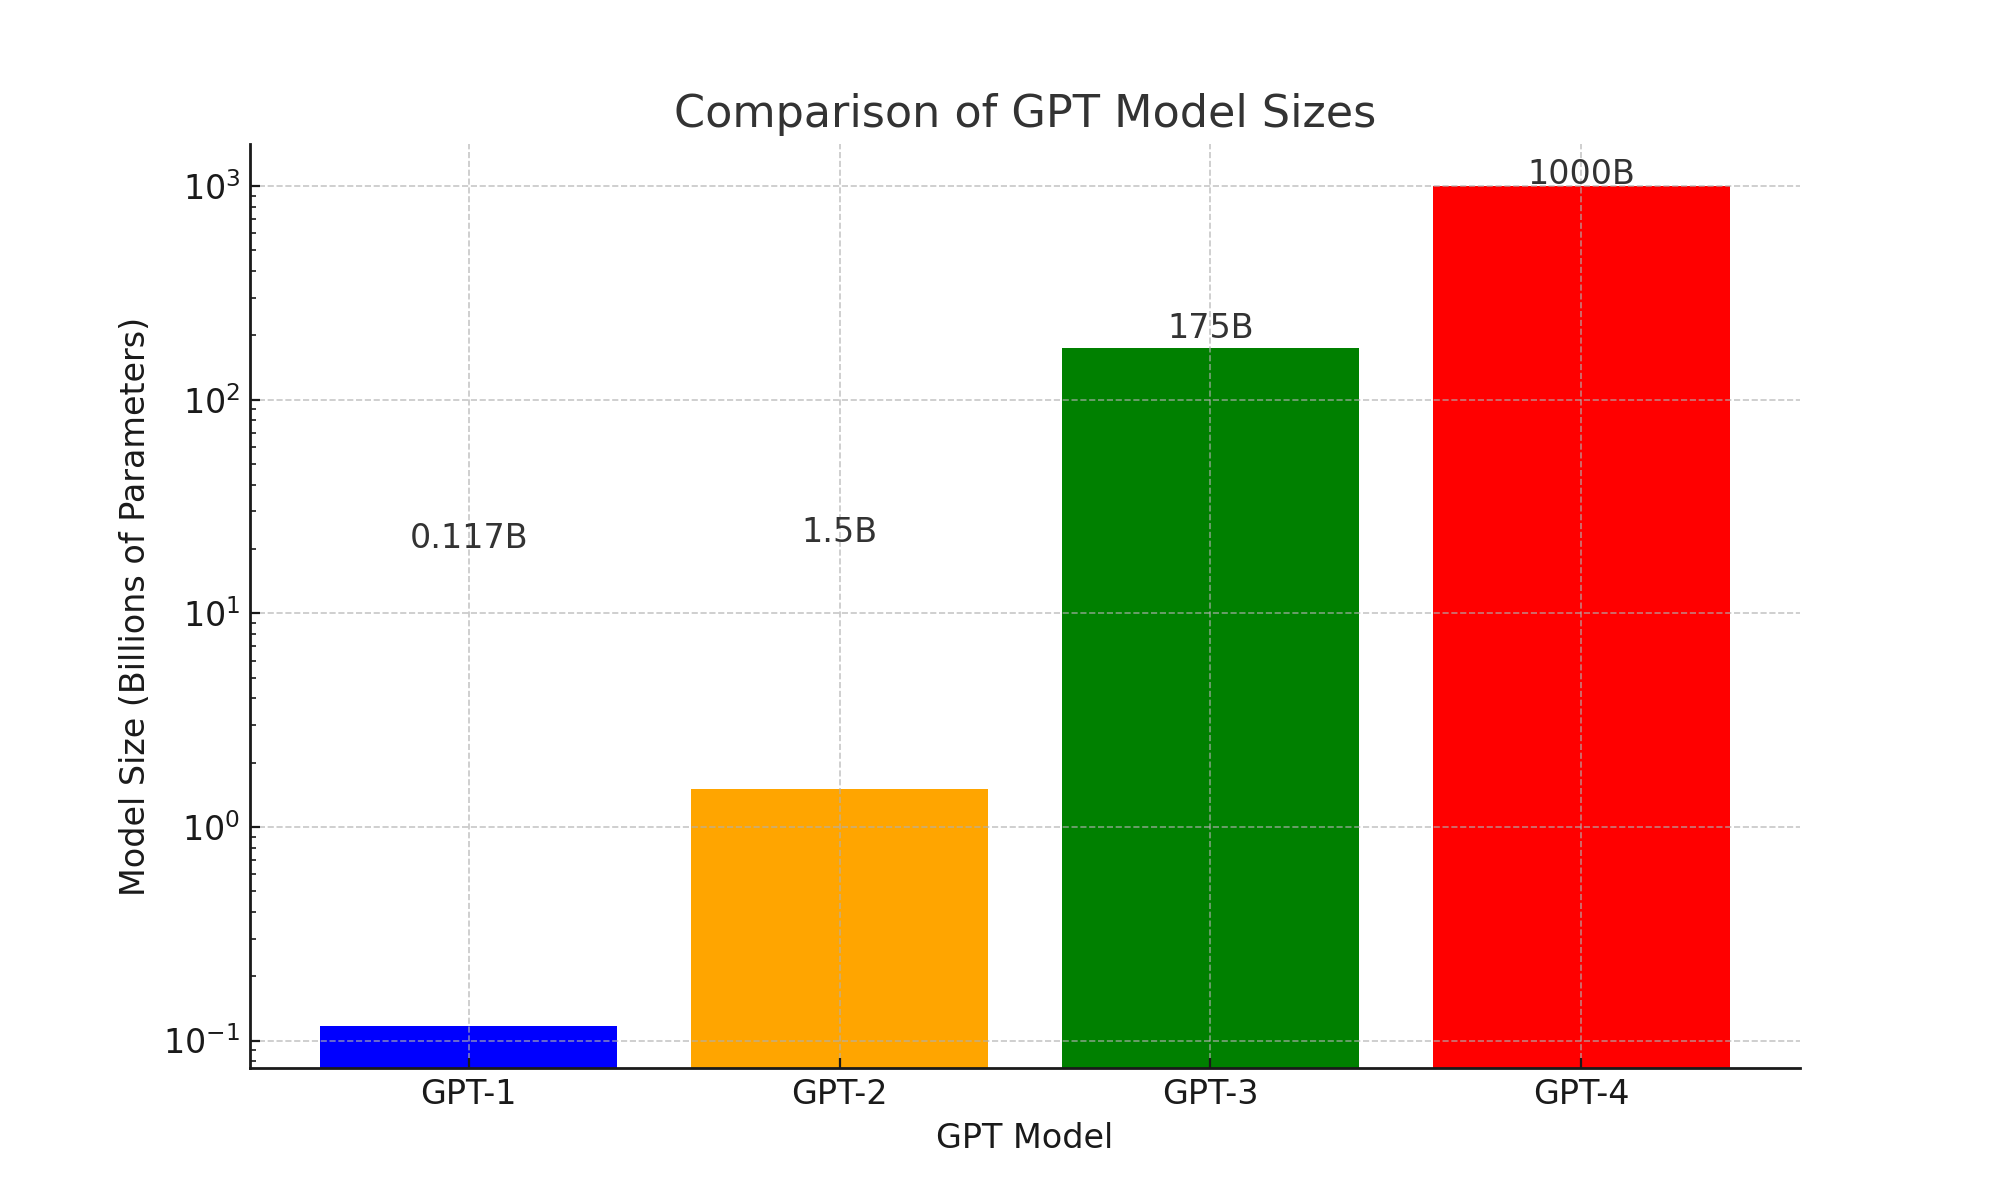 Comparison of GPT Model Sizes
Model Size (Billions of Parameters)
10³
10²
10¹
10⁰
10⁻¹
0.117B
1.5B
175B
1000B
GPT-1
GPT-2
GPT-3
GPT-4
GPT Model